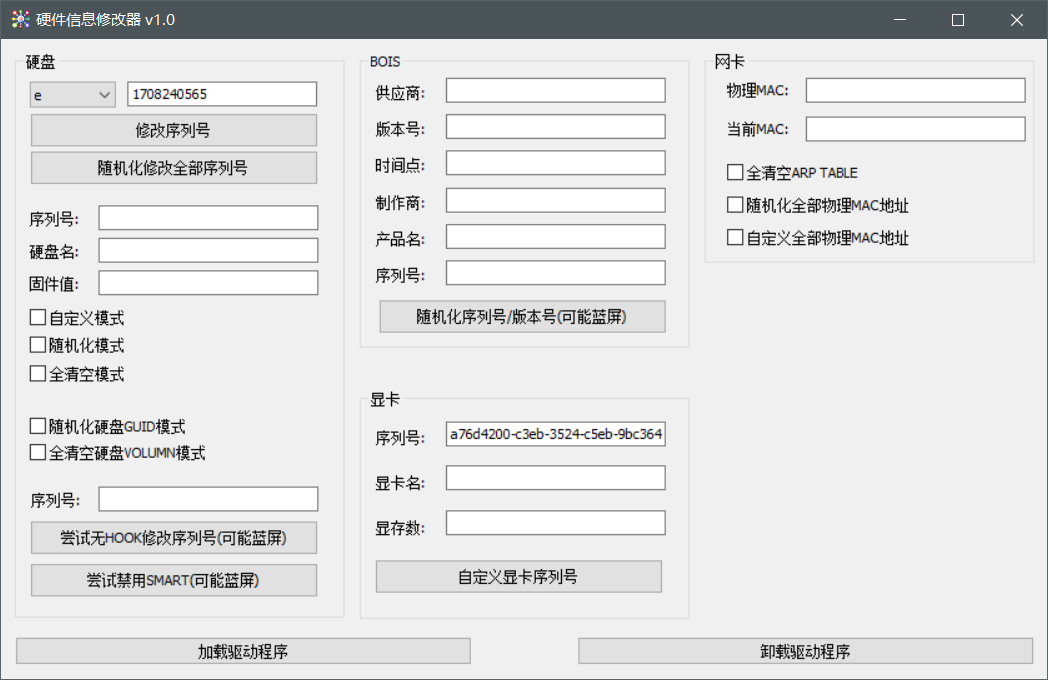 硬件信息修改器 v1.0
硬盘
e
1708240565
修改序列号
随机化修改全部序列号
序列号:
硬盘名:
固件值:
自定义模式
随机化模式
全清空模式
随机化硬盘GUID模式
全清空硬盘VOLUMN模式
序列号:
尝试无HOOK修改序列号(可能蓝屏)
尝试禁用SMART(可能蓝屏)
BOIS
供应商:
版本号:
时间点:
制作商:
产品名:
序列号:
随机化序列号/版本号(可能蓝屏)
显卡
序列号:
a76d4200-c3eb-3524-c5eb-9bc364
显卡名:
显存数:
自定义显卡序列号
网卡
物理MAC:
当前MAC:
全清空ARP TABLE
随机化全部物理MAC地址
自定义全部物理MAC地址
加载驱动程序
卸载驱动程序